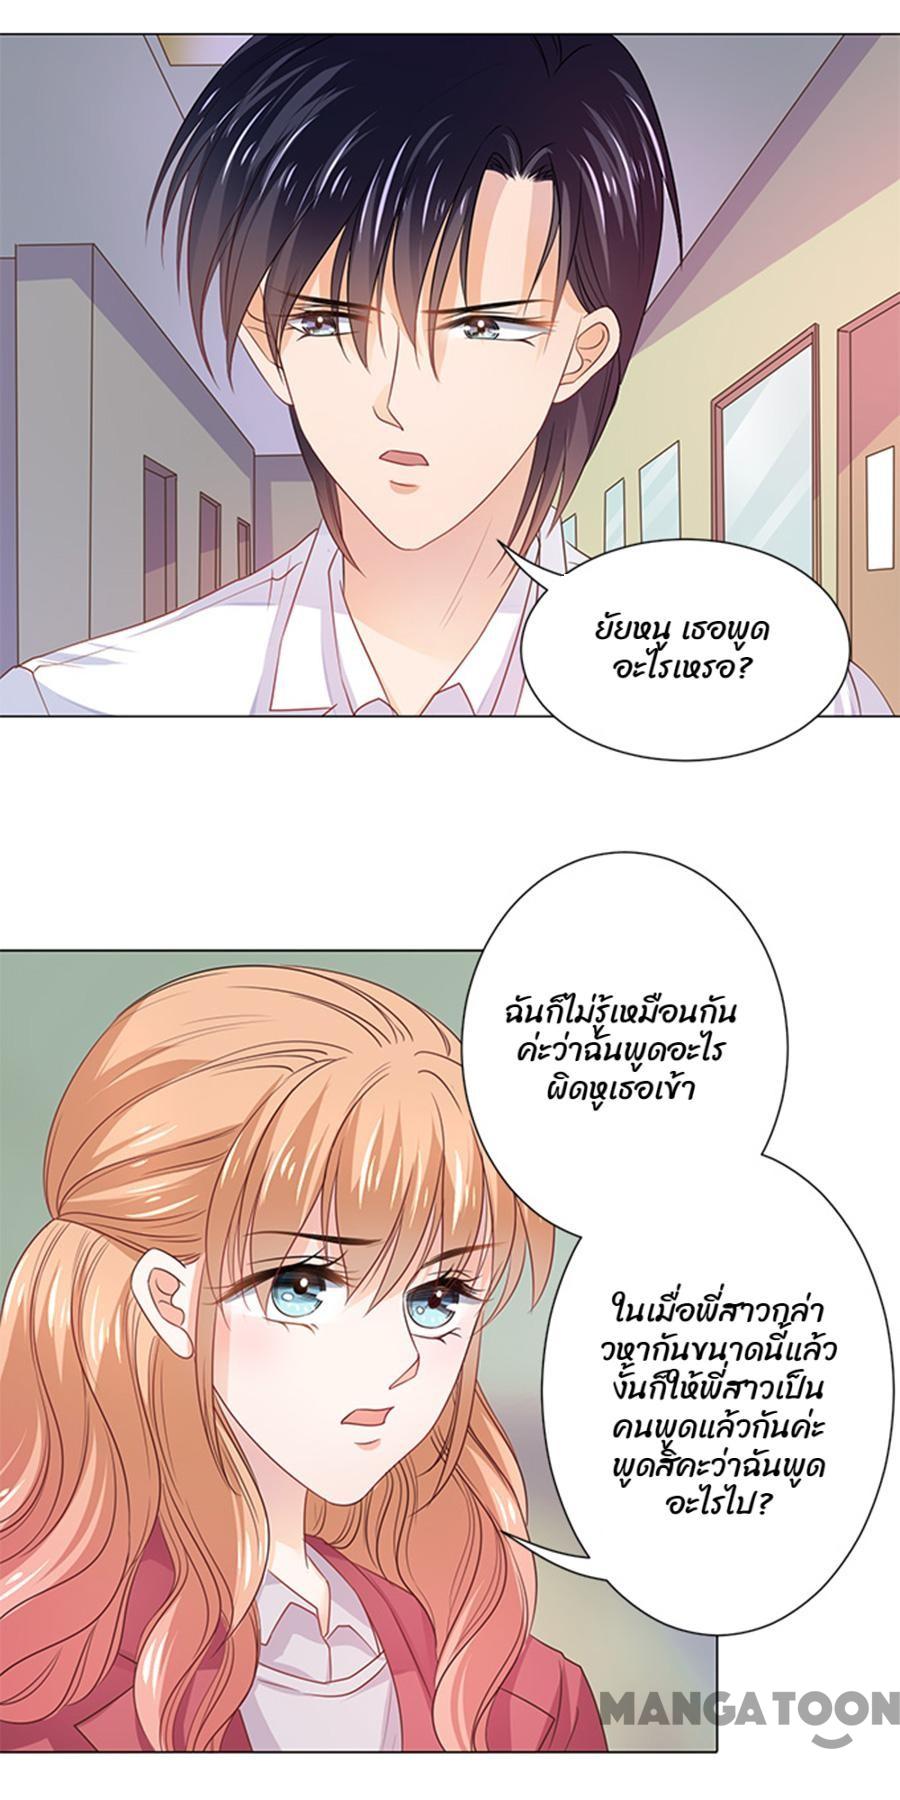 ยัยหนู เธอพูด
อะไรเหรอ?
ฉันก็ไม่รู้เหมือนกัน
ค่ะว่าฉันพูดอะไร
ผิดหูเธอเข้า
ในเมื่อพี่สาวกล่า
วหากันขนาดนี้แล้ว
งั้นก็ให้พี่สาวเป็น
คนพูดแล้วกันค่ะ
พูดสิคะว่าฉันพูด
อะไรไป?
MANGATOON